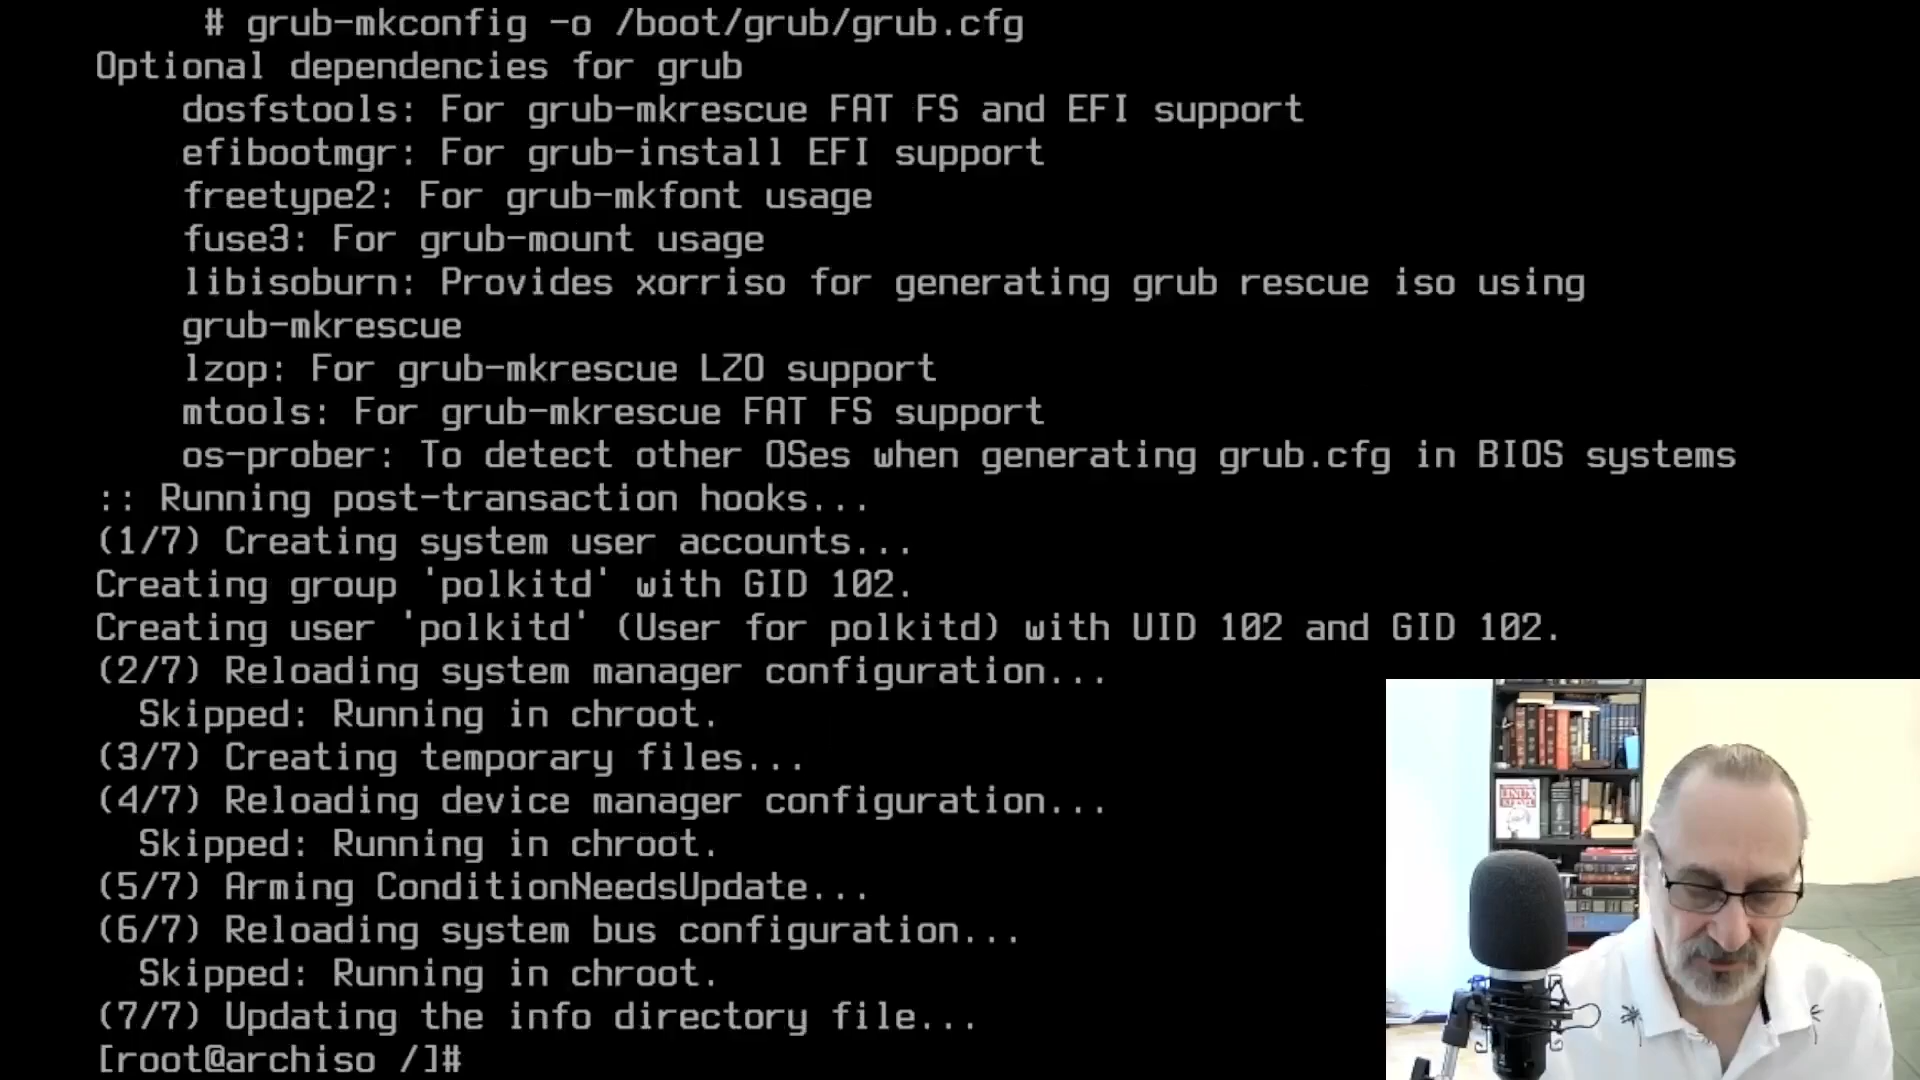 # grub-mkconfig -o /boot/grub/grub.cfg
Optional dependencies for grub
dosfstools: For grub-mkrescue FAT FS and EFI support
efibootmgr: For grub-install EFI support
freetype2: For grub-mkfont usage
fuse3: For grub-mount usage
libisoburn: Provides xorriso for generating grub rescue iso using
grub-mkrescue
lzop: For grub-mkrescue LZO support
mtools: For grub-mkrescue FAT FS support
os-prober: To detect other OSes when generating grub.cfg in BIOS systems
:: Running post-transaction hooks...
(1/7) Creating system user accounts...
Creating group 'polkitd' with GID 102.
Creating user 'polkitd' (User for polkitd) with UID 102 and GID 102.
(2/7) Reloading system manager configuration...
Skipped: Running in chroot.
(3/7) Creating temporary files...
(4/7) Reloading device manager configuration...
Skipped: Running in chroot.
(5/7) Arming ConditionNeedsUpdate...
(6/7) Reloading system bus configuration...
Skipped: Running in chroot.
(7/7) Updating the info directory file...
[root@archiso /]#
LINUX
KERNEL